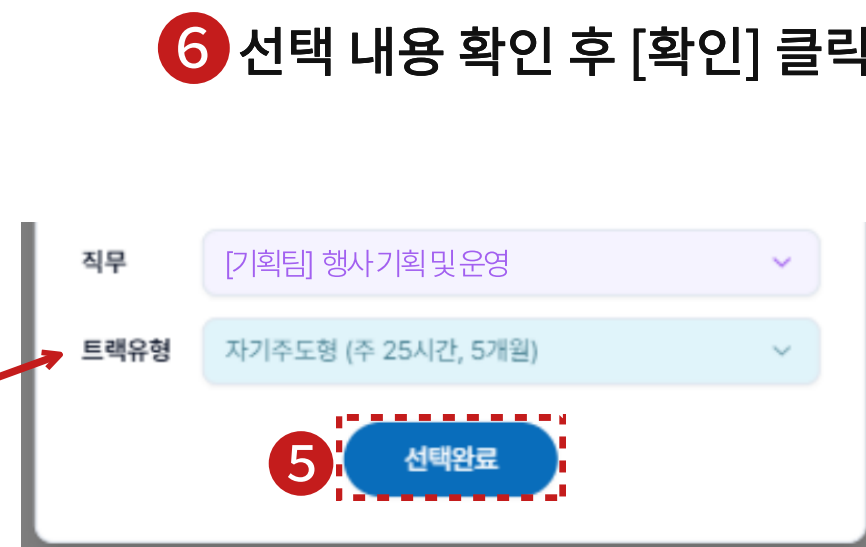 6 선택 내용 확인 후 [확인] 클릭
직무 [기획팀] 행사 기획 및 운영
트랙유형 자기주도형 (주 25시간, 5개월)
5 선택완료